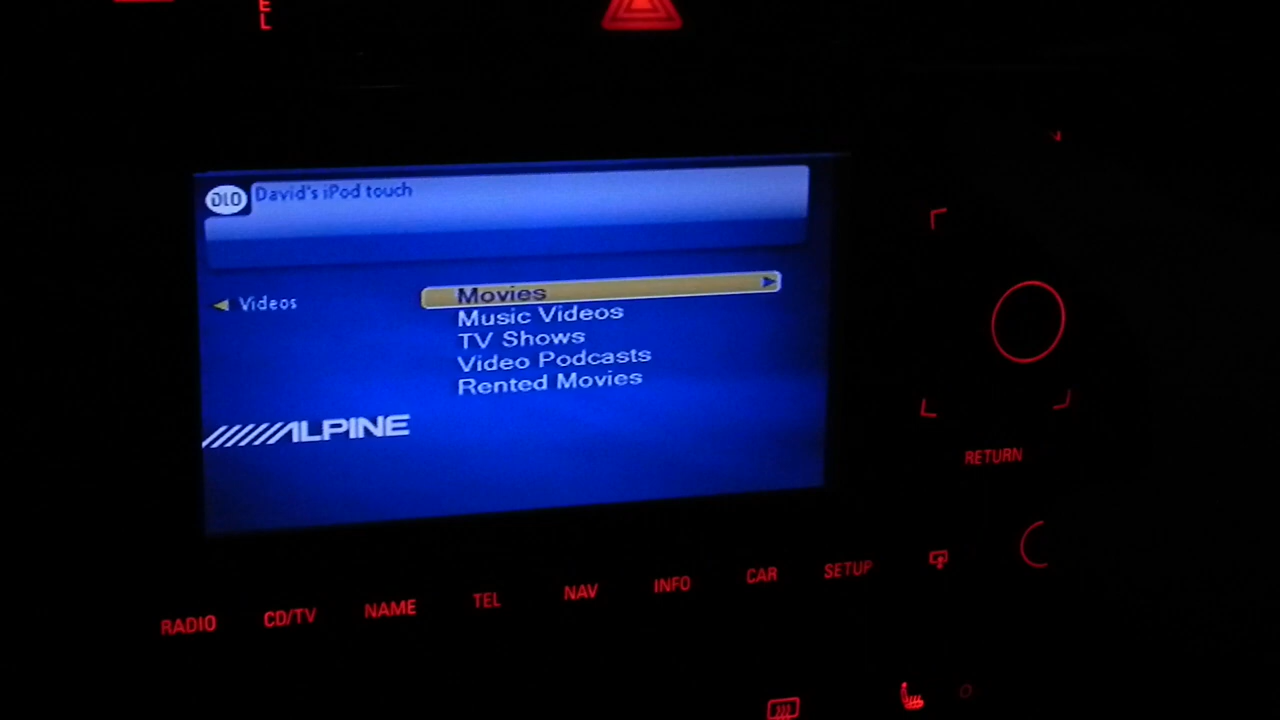 E
L
DLO David's iPod touch
Videos
Movies
Music Videos
TV Shows
Video Podcasts
Rented Movies
ALPINE
RETURN
RADIO CD/TV NAME TEL NAV INFO CAR SETUP